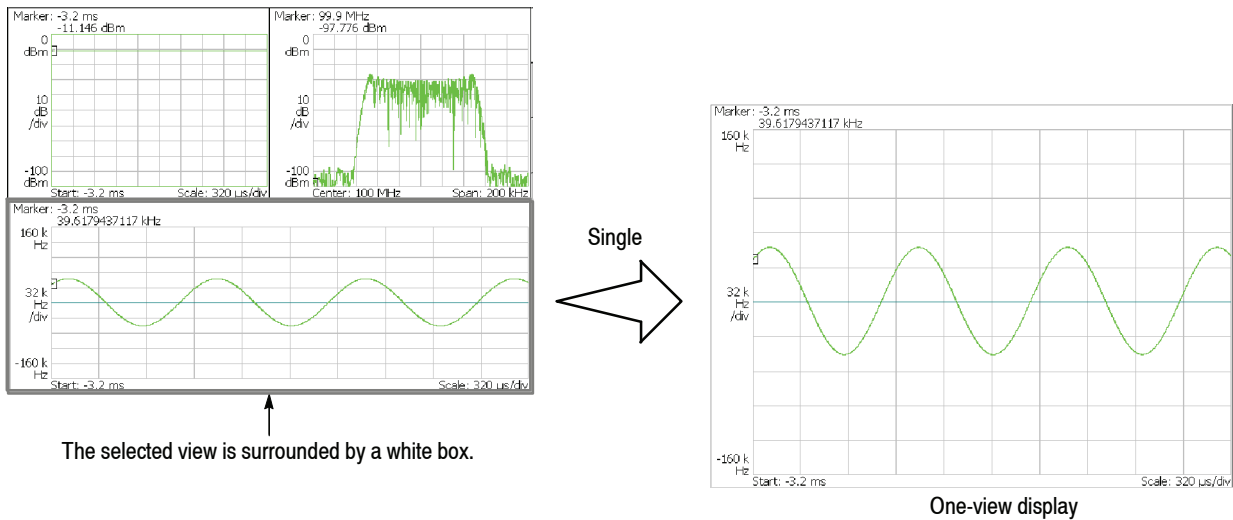 Marker: -3.2 ms
-11.146 dBm
0
dBm
10
dB
/div
-100
dBm
Start: -3.2 ms Scale: 320 µs/div
Marker: 99.9 MHz
-97.776 dBm
0
dBm
10
dB
/div
-100
dBm
Center: 100 MHz Span: 200 kHz
Marker: -3.2 ms
39.6179437117 kHz
160 k
Hz
32 k
Hz
/div
-160 k
Hz
Start: -3.2 ms Scale: 320 µs/div
The selected view is surrounded by a white box.
Single
Marker: -3.2 ms
39.6179437117 kHz
160 k
Hz
32 k
Hz
/div
-160 k
Hz
Start: -3.2 ms Scale: 320 µs/div
One-view display